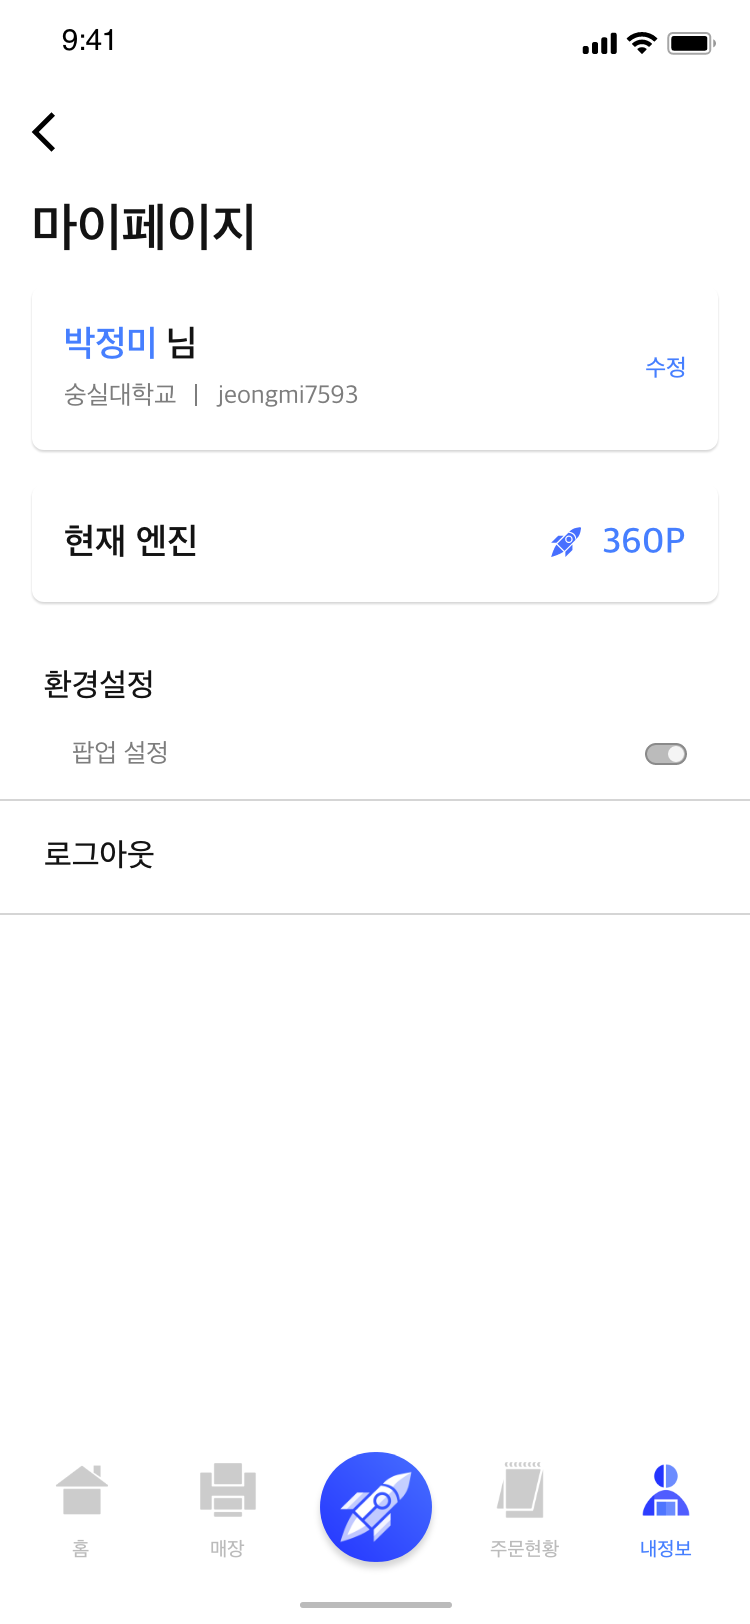 9:41
마이페이지
박정미 님
수정
숭실대학교 | jeongmi7593
현재 엔진 360P
환경설정
팝업 설정
로그아웃
홈 매장 주문현황 내정보